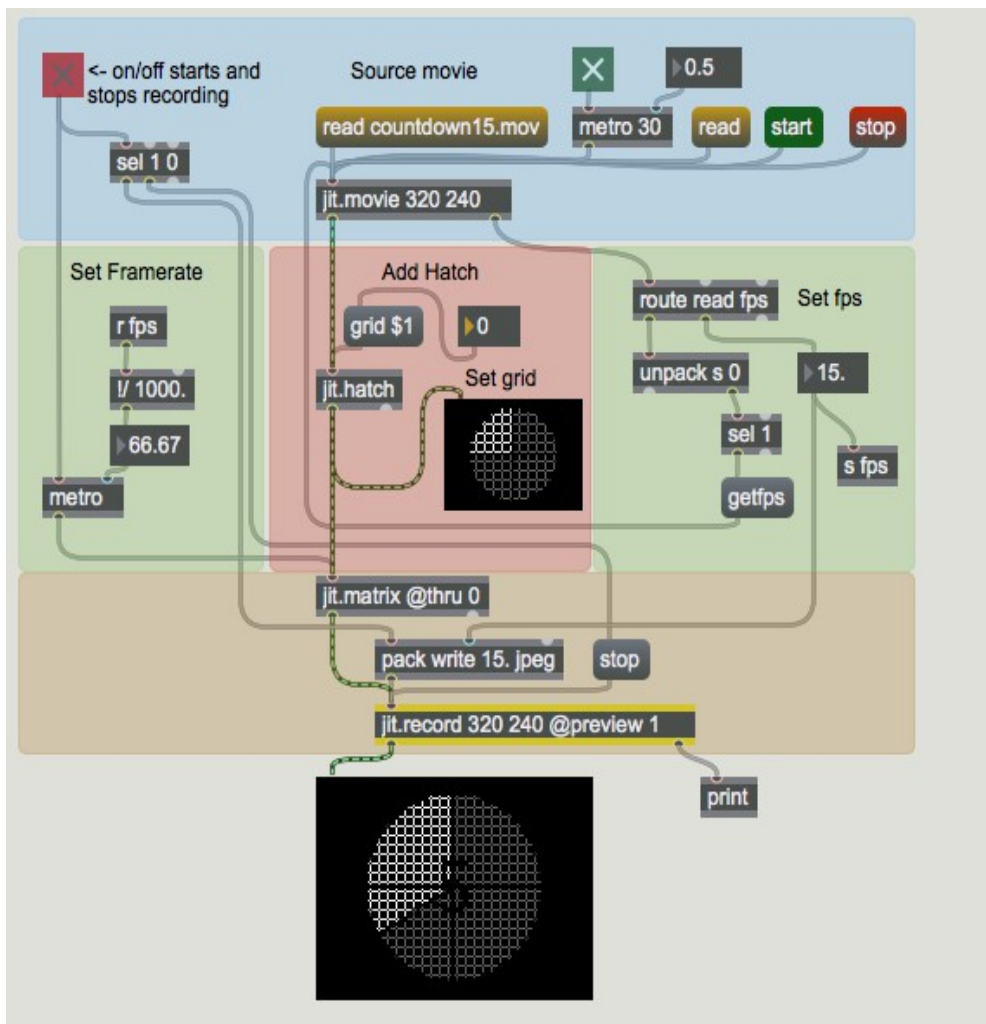 <- on/off starts and
stops recording
Source movie
0.5
read countdown15.mov
metro 30
read
start
stop
sel 1 0
jit.movie 320 240
Set Framerate
Add Hatch
route read fps
Set fps
r fps
grid $1
0
!/ 1000.
jit.hatch
Set grid
unpack s 0
15.
66.67
sel 1
s fps
metro
getfps
jit.matrix @thru 0
pack write 15. jpeg
stop
jit.record 320 240 @preview 1
print